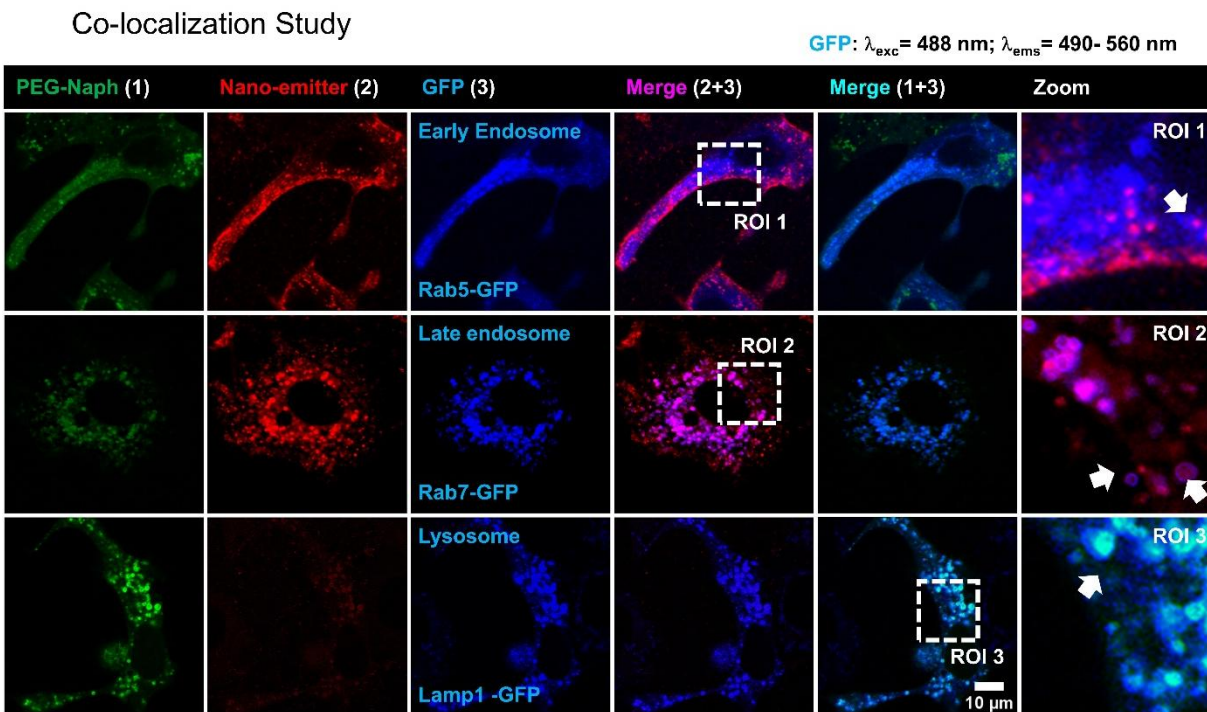 Co-localization Study
GFP: λexc= 488 nm; λems= 490- 560 nm
PEG-Naph (1) Nano-emitter (2) GFP (3) Merge (2+3) Merge (1+3) Zoom
Early Endosome
ROI 1
ROI 1
Rab5-GFP
Late endosome
ROI 2
ROI 2
Rab7-GFP
Lysosome
ROI 3
ROI 3
Lamp1 -GFP
10 µm